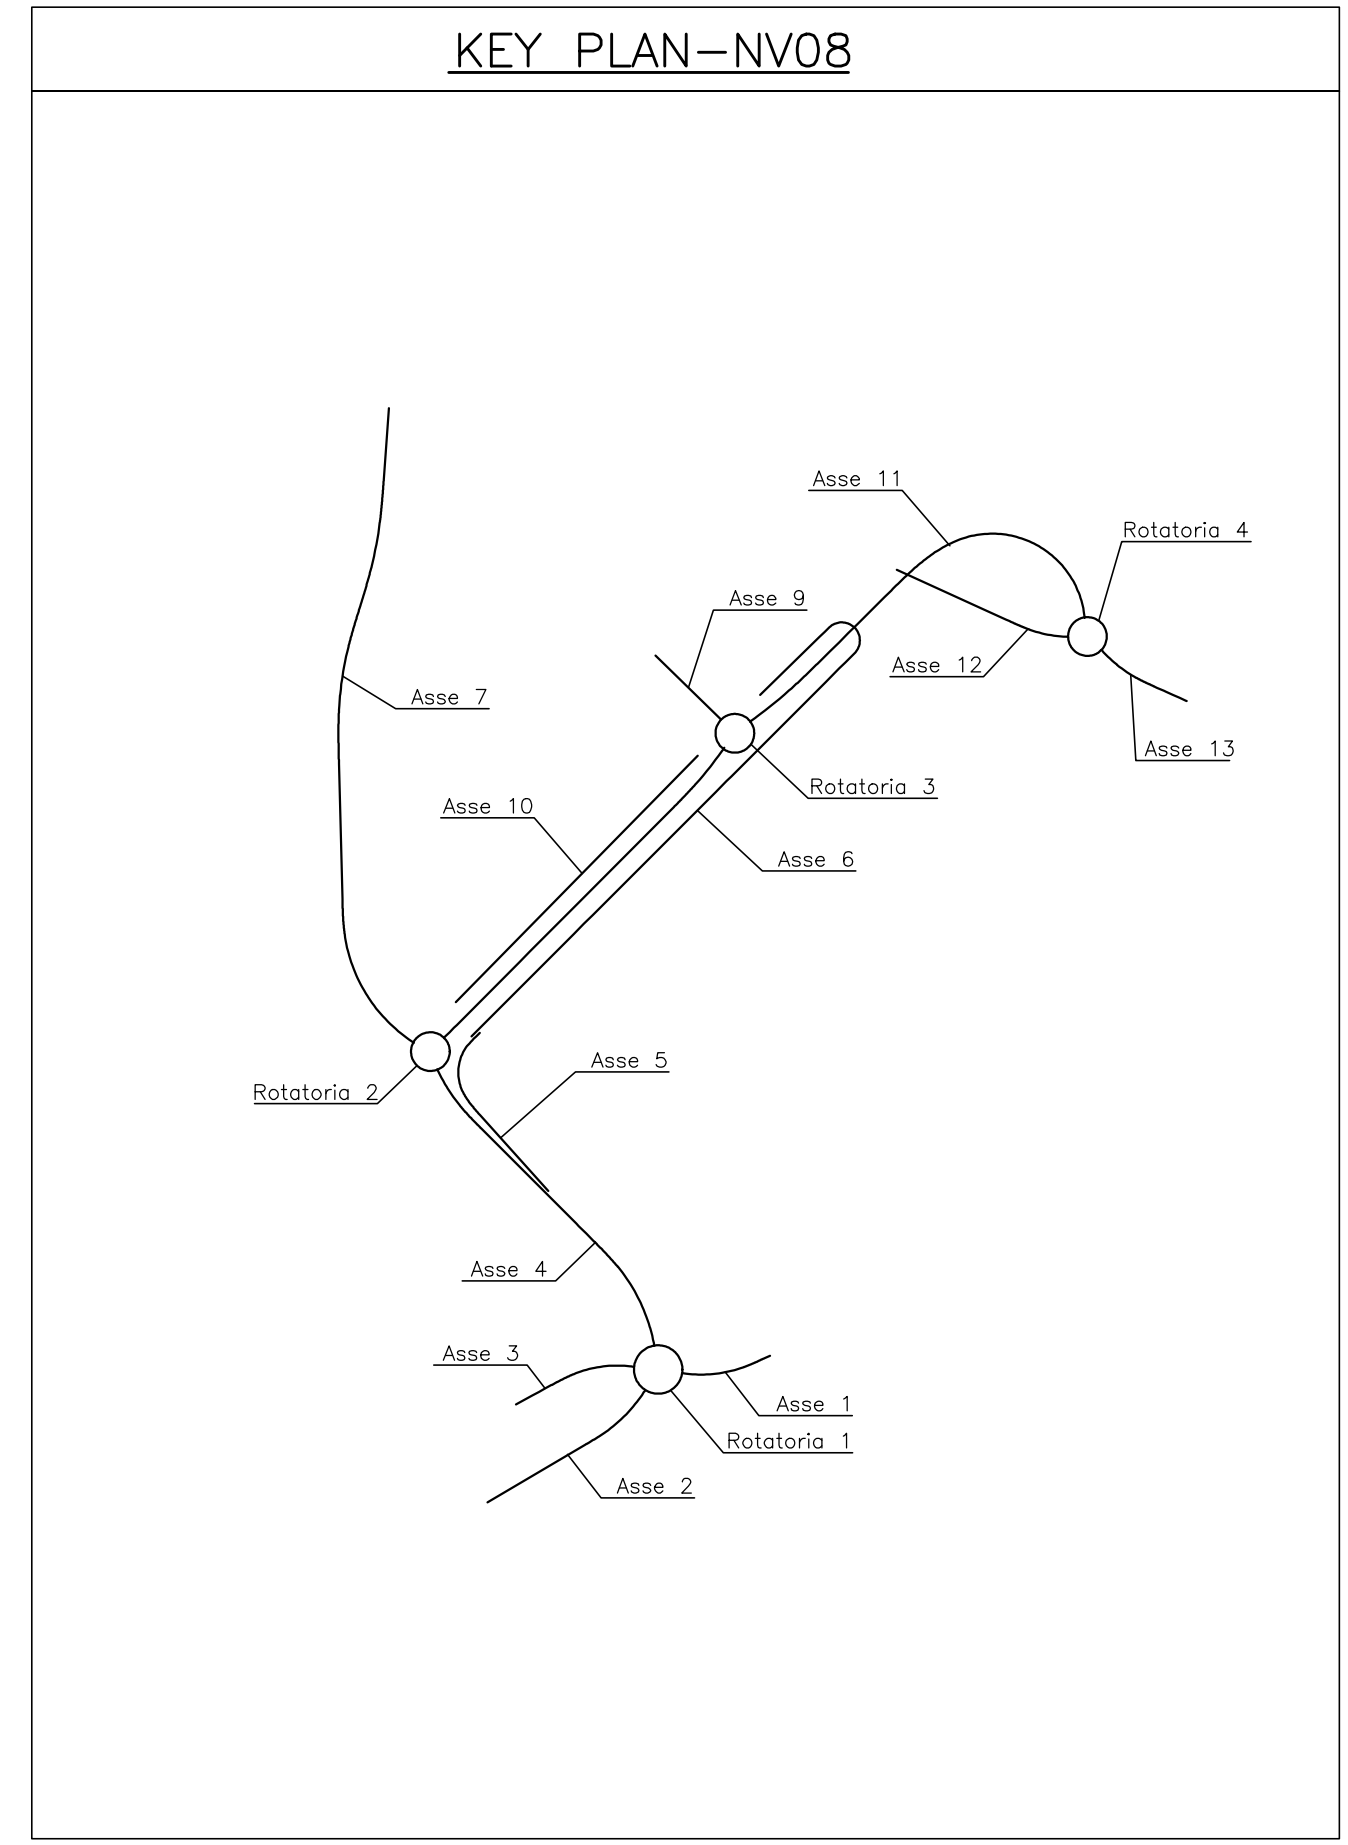 KEY PLAN-NV08
Asse 11
Rotatoria 4
Asse 9
Asse 12
Asse 7
Asse 13
Rotatoria 3
Asse 10
Asse 6
Asse 5
Rotatoria 2
Asse 4
Asse 3
Asse 1
Rotatoria 1
Asse 2